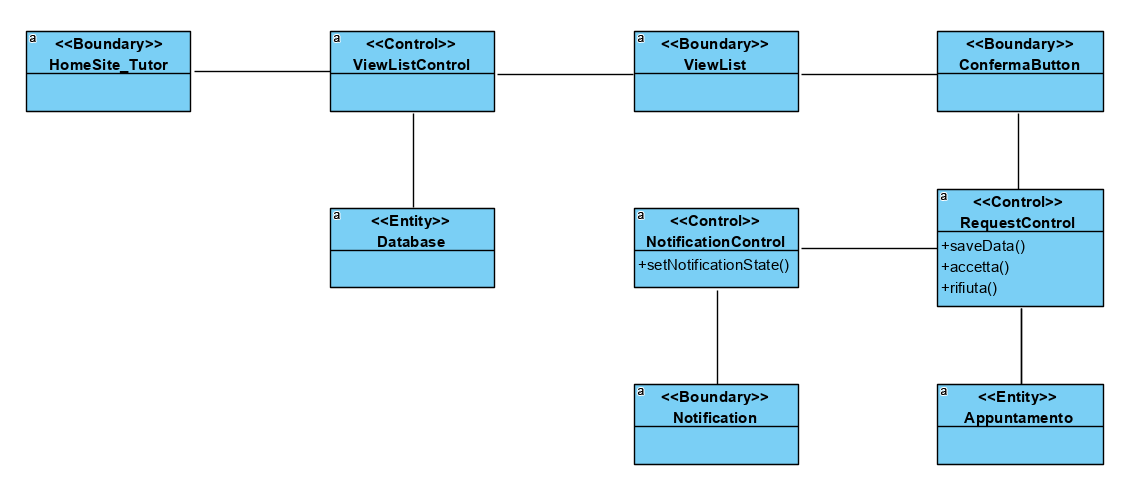 a
<<Boundary>>
HomeSite_Tutor
a
<<Control>>
ViewListControl
a
<<Boundary>>
ViewList
<<Boundary>>
ConfermaButton
a
<<Entity>>
Database
a
<<Control>>
NotificationControl
+setNotificationState()
a
<<Control>>
RequestControl
+saveData()
+accetta()
+rifiuta()
a
<<Boundary>>
Notification
a
<<Entity>>
Appuntamento